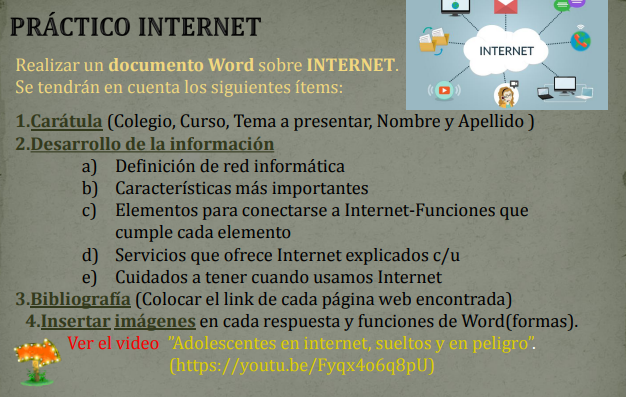 PRÁCTICO INTERNET
INTERNET
Realizar un documento Word sobre INTERNET.
Se tendrán en cuenta los siguientes ítems:
1.Carátula (Colegio, Curso, Tema a presentar, Nombre y Apellido )
2.Desarrollo de la información
a) Definición de red informática
b) Características más importantes
c) Elementos para conectarse a Internet-Funciones que
cumple cada elemento
d) Servicios que ofrece Internet explicados c/u
e) Cuidados a tener cuando usamos Internet
3.Bibliografía (Colocar el link de cada página web encontrada)
4.Insertar imágenes en cada respuesta y funciones de Word(formas).
Ver el video "Adolescentes en internet, sueltos y en peligro".
(https://youtu.be/Fyqx4o6q8pU)